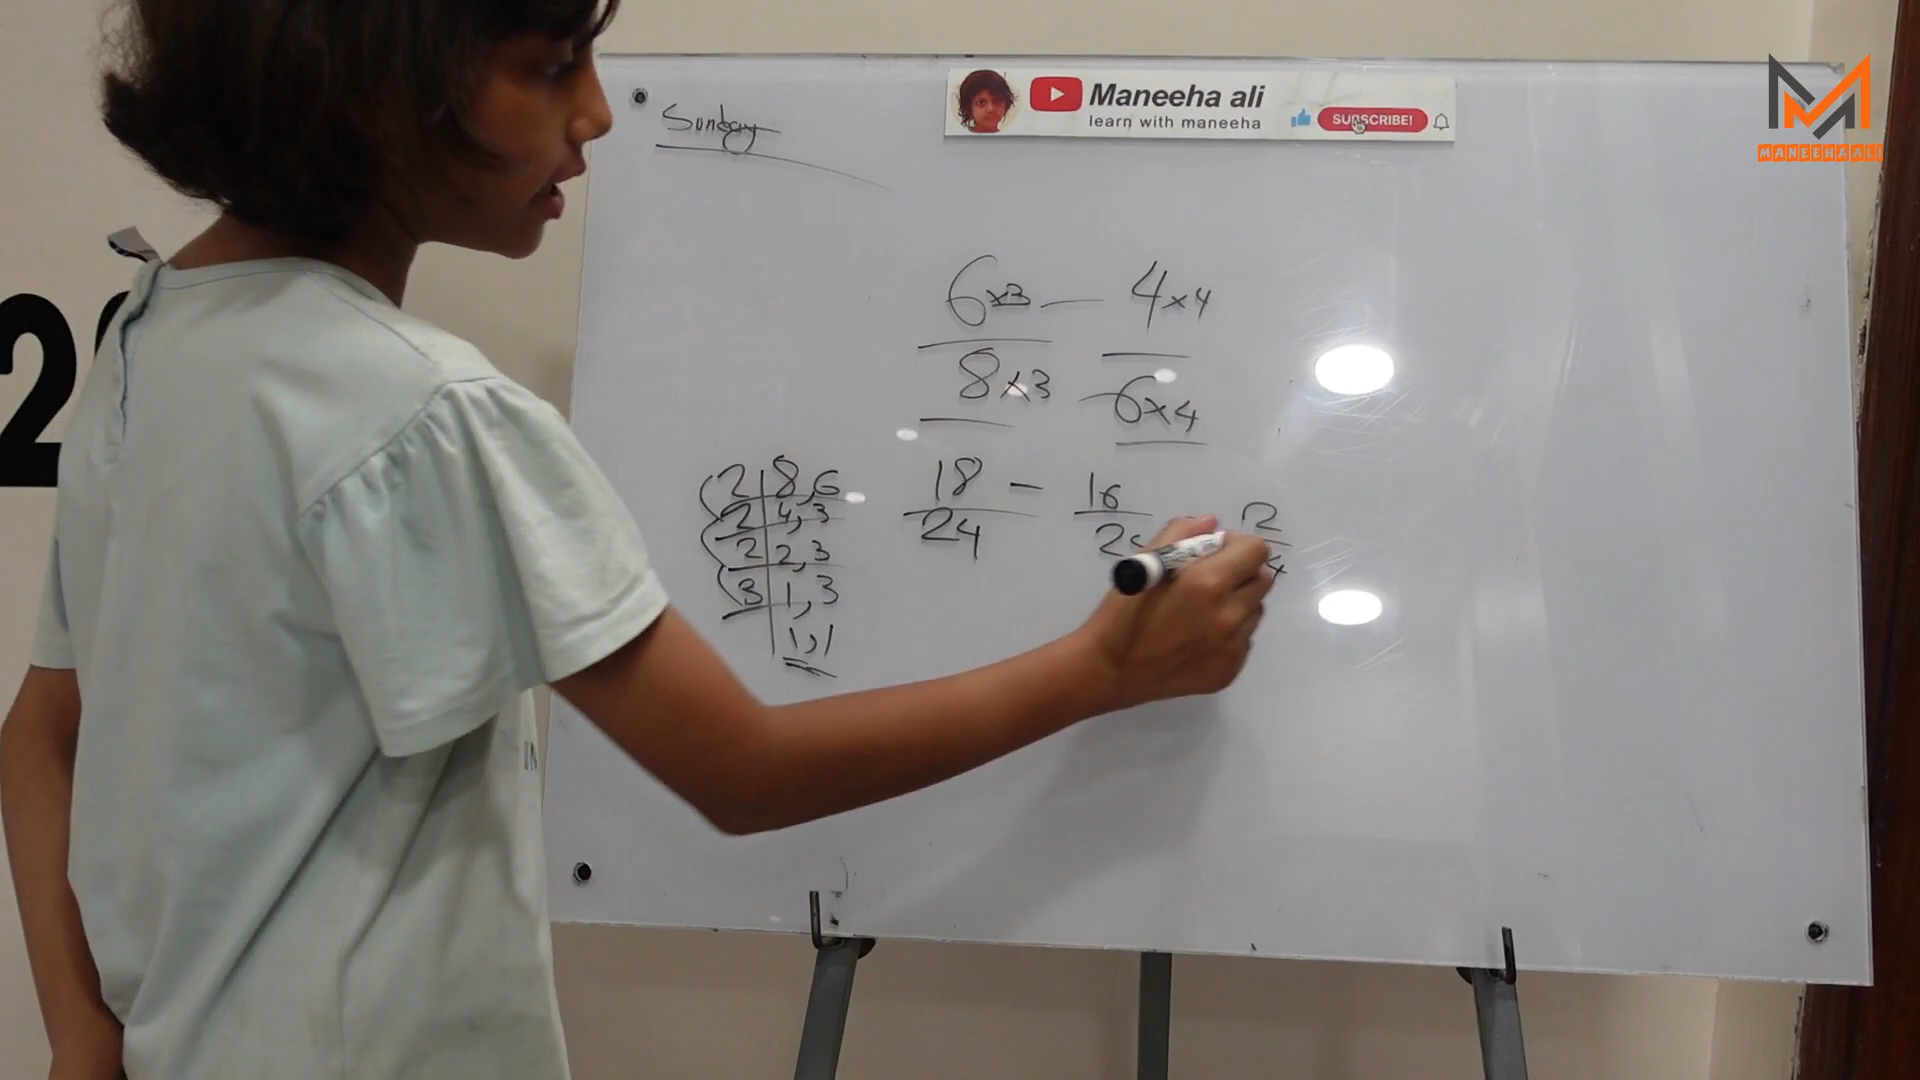 Maneeha ali
learn with maneeha
SUBSCRIBE!
MANEEHA ALI
Sunday
6×3 — 4×4
8×3 6×4
18 - 16 2
24
2 | 8,6
2 | 4,3
2 | 2,3
3 | 1,3
1,1